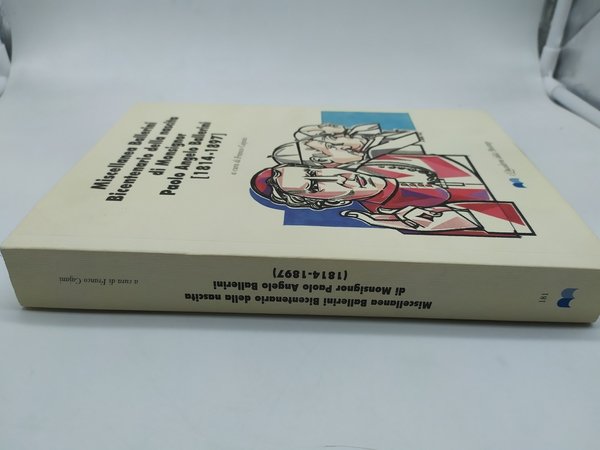 Miscellanea Ballerini
Bicentenario della nascita
di Monsignor
Paolo Angelo Ballerini
[1814-1897]
a cura di Franco Cajani
Miscellanea Ballerini Bicentenario della nascita
di Monsignor Paolo Angelo Ballerini
(1814-1897)
a cura di Franco Cajani
181